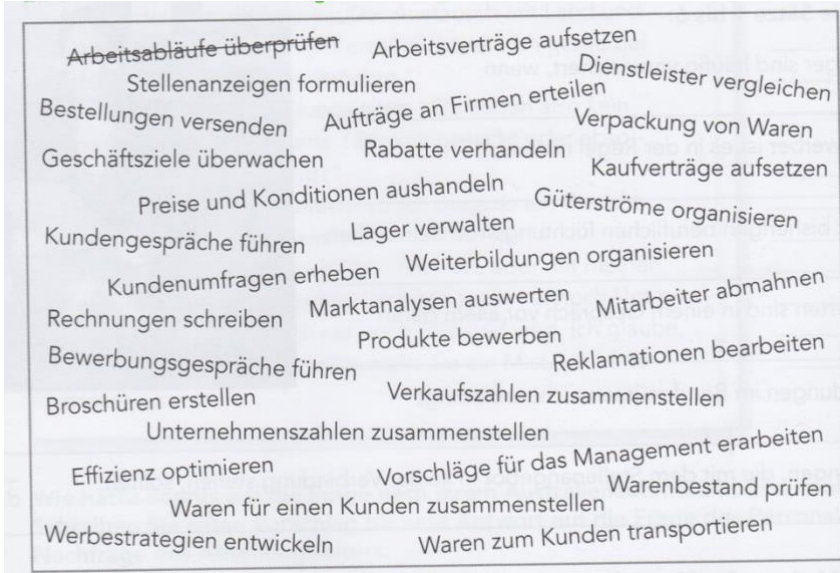 Arbeitsabläufe überprüfen
Arbeitsverträge aufsetzen
Stellenanzeigen formulieren
Dienstleister vergleichen
Bestellungen versenden
Aufträge an Firmen erteilen
Verpackung von Waren
Geschäftsziele überwachen
Rabatte verhandeln
Kaufverträge aufsetzen
Preise und Konditionen aushandeln
Güterströme organisieren
Kundengespräche führen
Lager verwalten
Kundenumfragen erheben
Weiterbildungen organisieren
Rechnungen schreiben
Marktanalysen auswerten
Mitarbeiter abmahnen
Produkte bewerben
Bewerbungsgespräche führen
Reklamationen bearbeiten
Broschüren erstellen
Verkaufszahlen zusammenstellen
Unternehmenszahlen zusammenstellen
Effizienz optimieren
Vorschläge für das Management erarbeiten
Waren für einen Kunden zusammenstellen
Warenbestand prüfen
Werbestrategien entwickeln
Waren zum Kunden transportieren